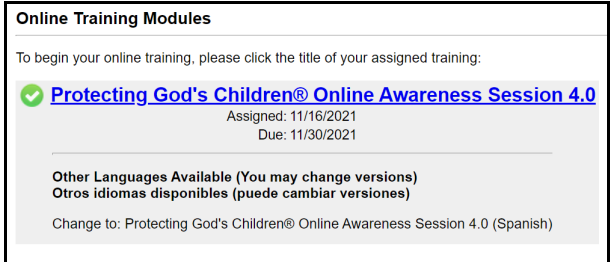 Online Training Modules
To begin your online training, please click the title of your assigned training:
Protecting God's Children® Online Awareness Session 4.0
Assigned: 11/16/2021
Due: 11/30/2021
Other Languages Available (You may change versions)
Otros idiomas disponibles (puede cambiar versiones)
Change to: Protecting God's Children® Online Awareness Session 4.0 (Spanish)